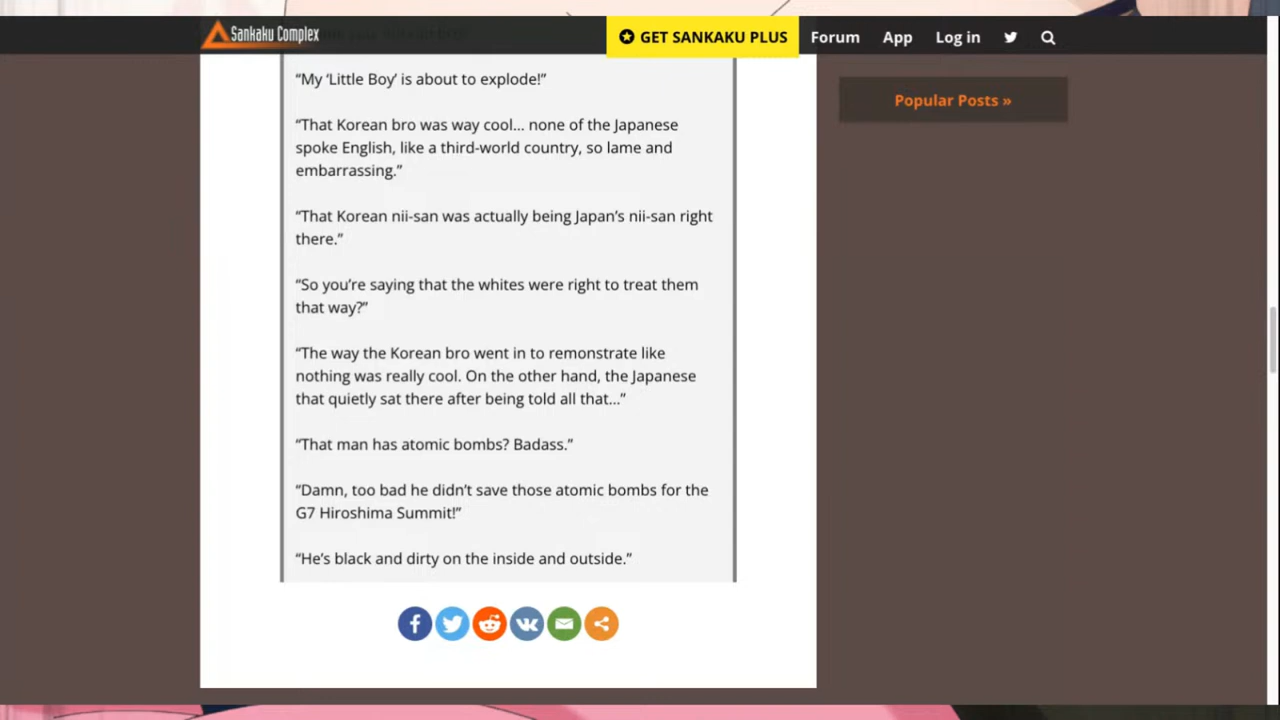 Sankaku Complex
GET SANKAKU PLUS
Forum
App
Log in
“My ‘Little Boy’ is about to explode!”
“That Korean bro was way cool… none of the Japanese
spoke English, like a third-world country, so lame and
embarrassing.”
“That Korean nii-san was actually being Japan’s nii-san right
there.”
“So you’re saying that the whites were right to treat them
that way?”
“The way the Korean bro went in to remonstrate like
nothing was really cool. On the other hand, the Japanese
that quietly sat there after being told all that…”
“That man has atomic bombs? Badass.”
“Damn, too bad he didn’t save those atomic bombs for the
G7 Hiroshima Summit!”
“He’s black and dirty on the inside and outside.”
Popular Posts »